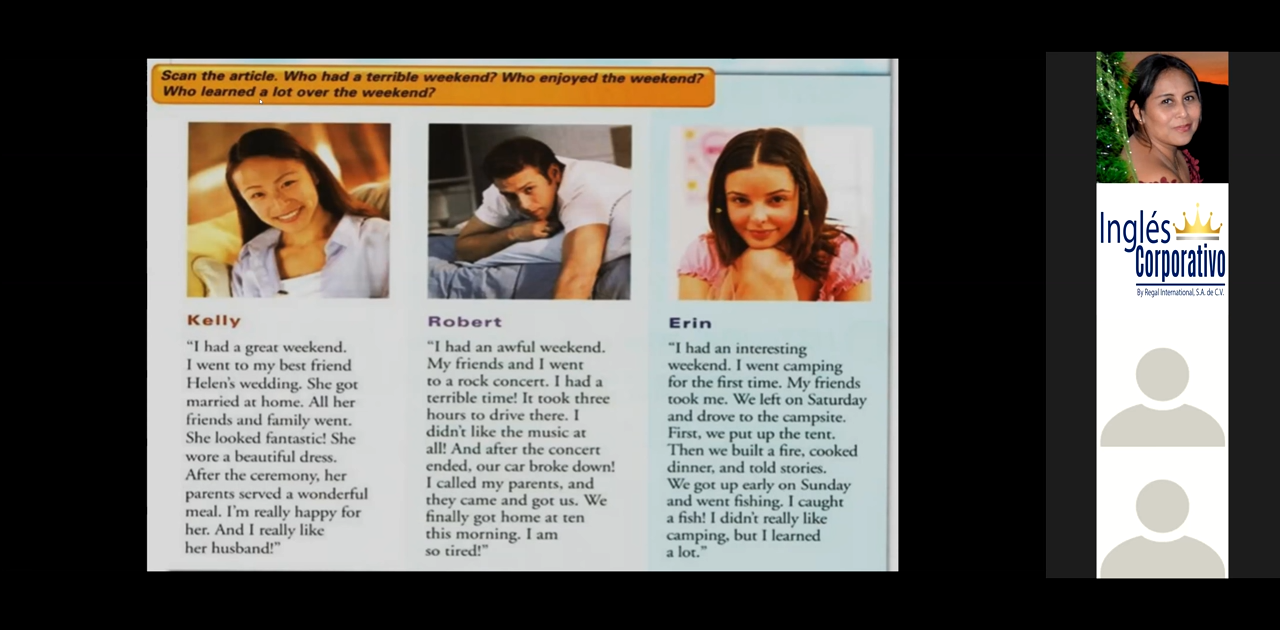 Scan the article. Who had a terrible weekend? Who enjoyed the weekend?
Who learned a lot over the weekend?
Kelly
"I had a great weekend.
I went to my best friend
Helen's wedding. She got
married at home. All her
friends and family went.
She looked fantastic! She
wore a beautiful dress.
After the ceremony, her
parents served a wonderful
meal. I'm really happy for
her. And I really like
her husband!"
Robert
"I had an awful weekend.
My friends and I went
to a rock concert. I had a
terrible time! It took three
hours to drive there. I
didn't like the music at
all! And after the concert
ended, our car broke down!
I called my parents, and
they came and got us. We
finally got home at ten
this morning. I am
so tired!"
Erin
"I had an interesting
weekend. I went camping
for the first time. My friends
took me. We left on Saturday
and drove to the campsite.
First, we put up the tent.
Then we built a fire, cooked
dinner, and told stories.
We got up early on Sunday
and went fishing. I caught
a fish! I didn't really like
camping, but I learned
a lot."
Inglés
Corporativo
By Regal International, S.A. de C.V.